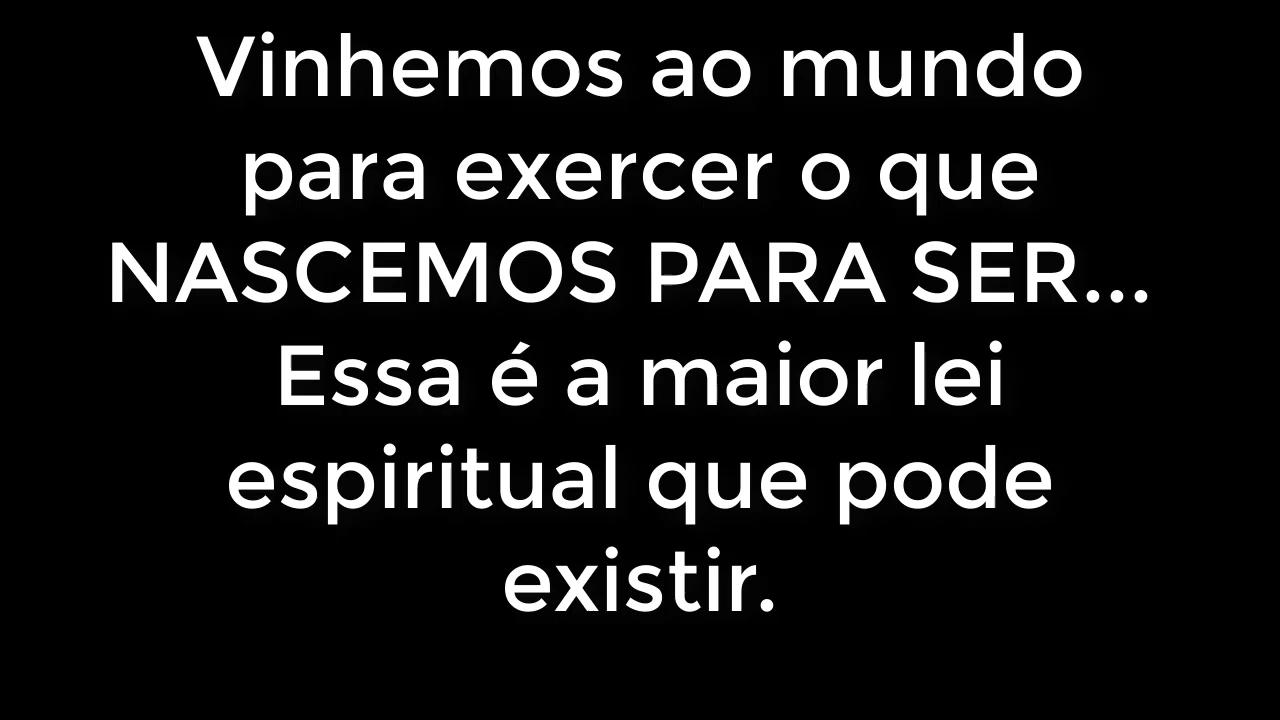 Vinhemos ao mundo
para exercer o que
NASCEMOS PARA SER...
Essa é a maior lei
espiritual que pode
existir.